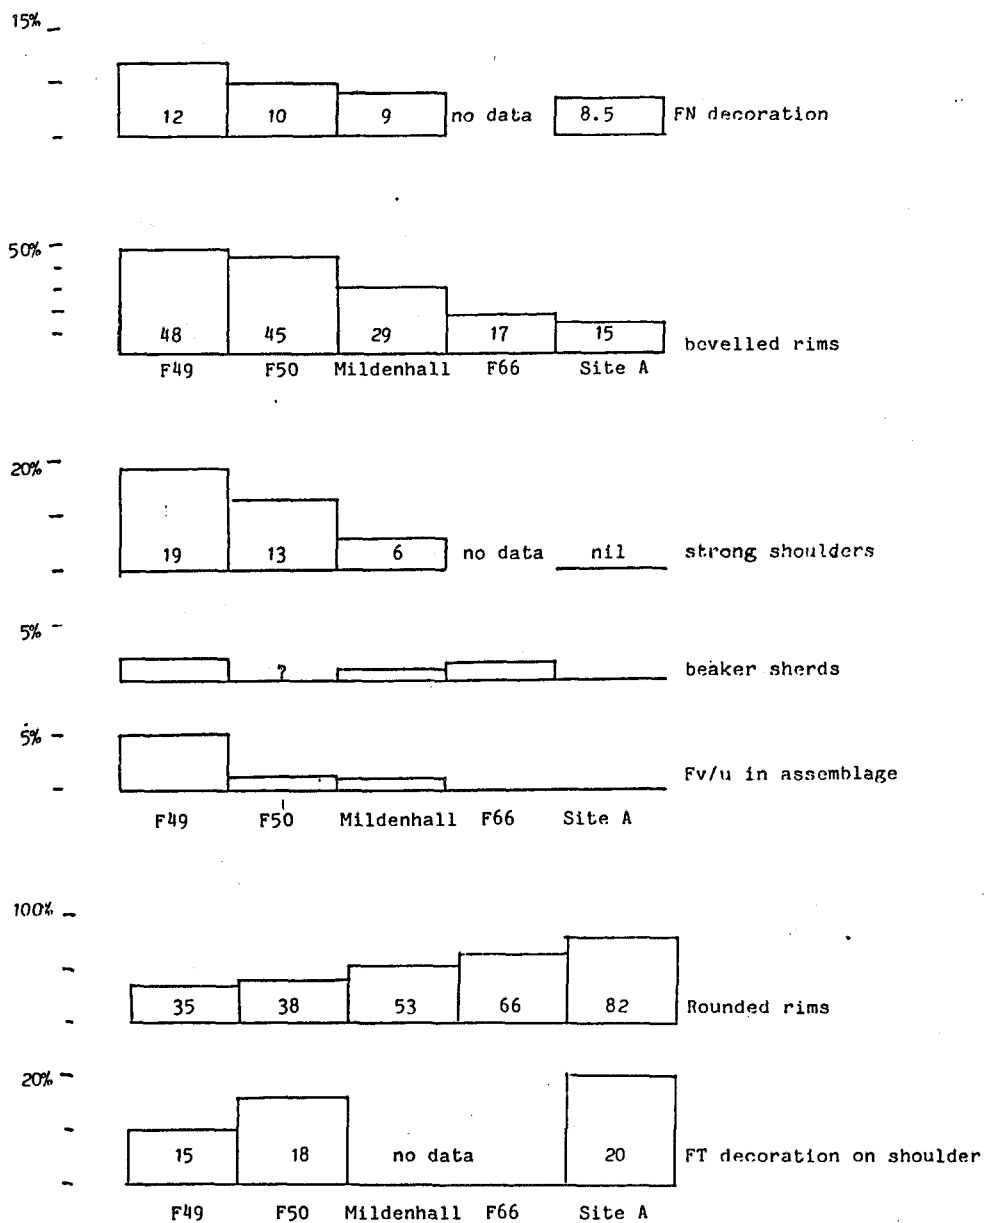 15%
12 10 9 no data 8.5 FN decoration
50%
48 45 29 17 15 bevelled rims
F49 F50 Mildenhall F66 Site A
20%
19 13 6 no data nil strong shoulders
5%
? beaker sherds
5%
Fv/u in assemblage
F49 F50 Mildenhall F66 Site A
100%
35 38 53 66 82 Rounded rims
20%
15 18 no data 20 FT decoration on shoulder
F49 F50 Mildenhall F66 Site A